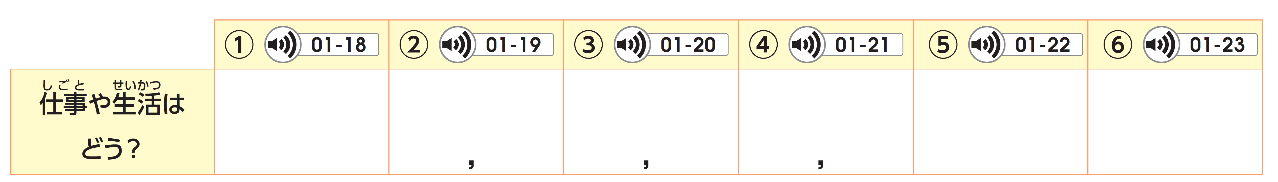 ① 01-18 ② 01-19 ③ 01-20 ④ 01-21 ⑤ 01-22 ⑥ 01-23
しごと せいかつ
仕事や生活は
どう？
, , ,